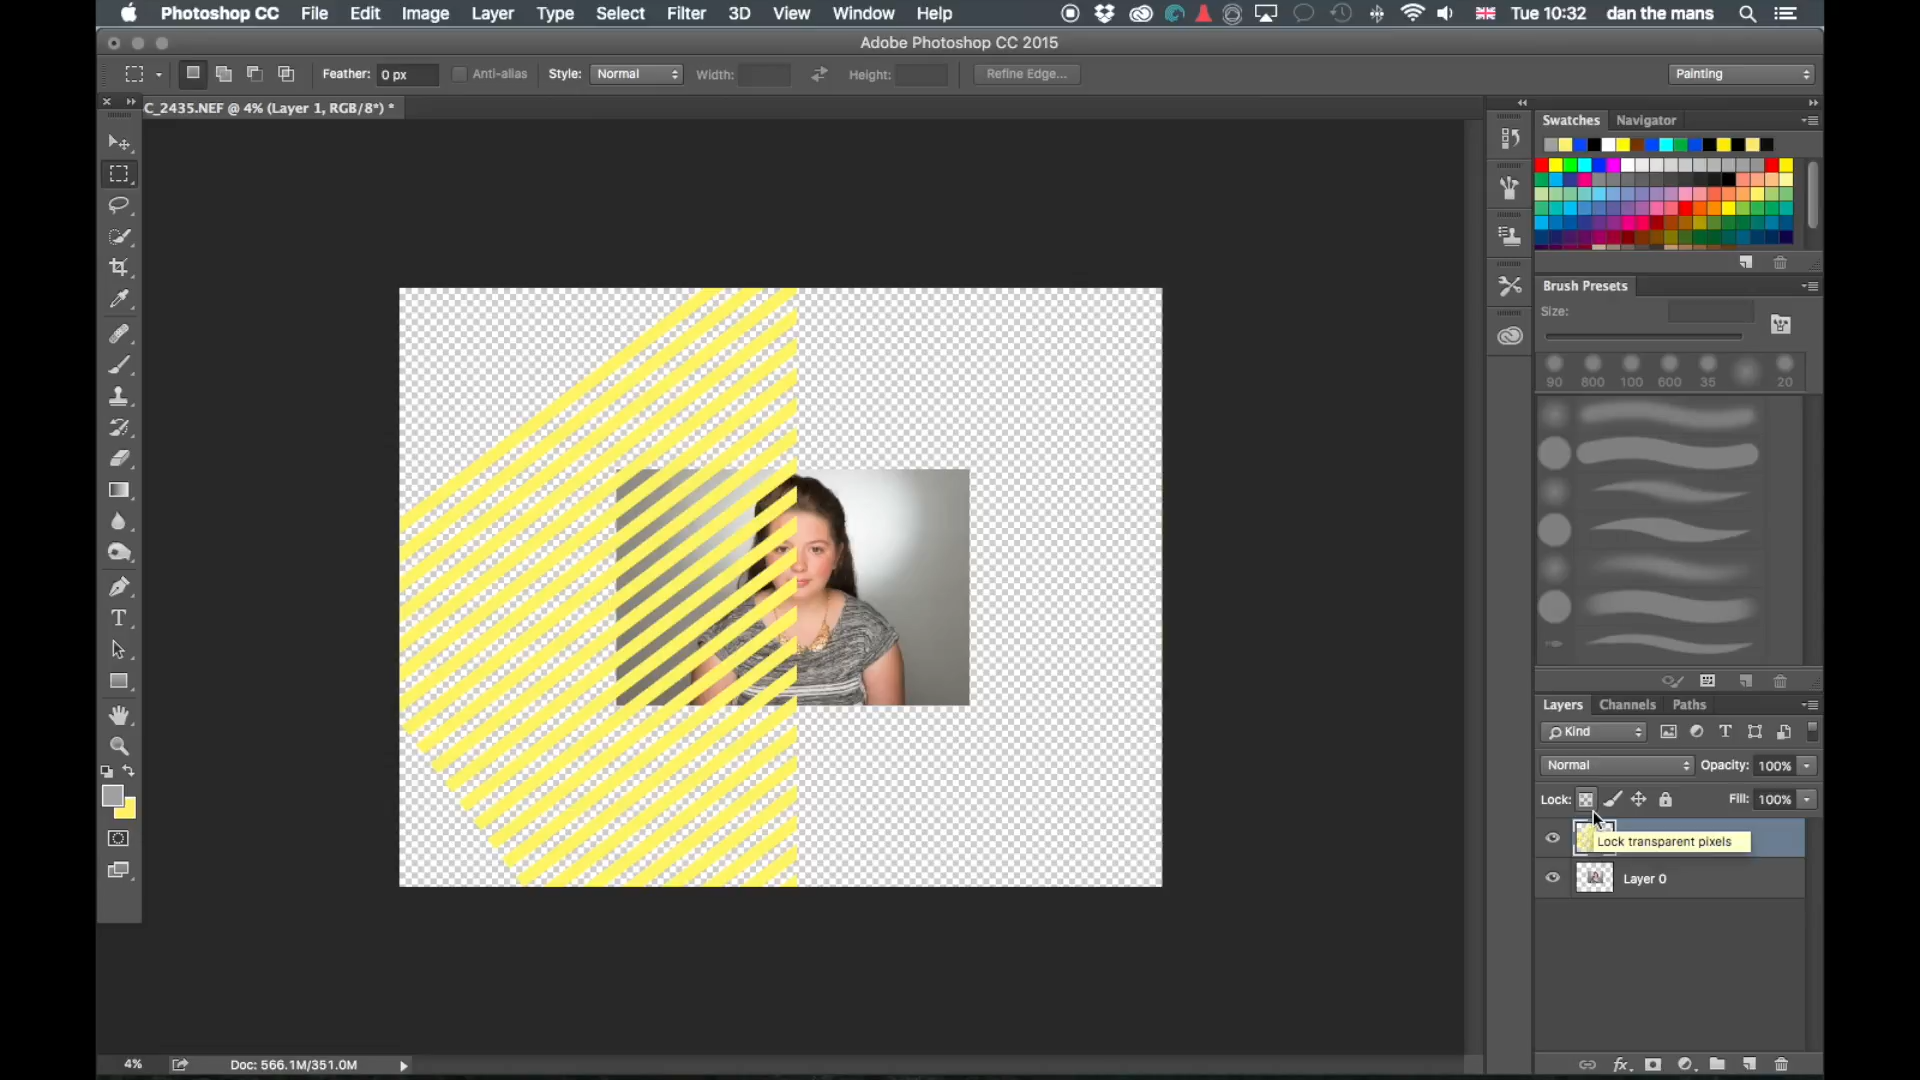 Photoshop CC File Edit Image Layer Type Select Filter 3D View Window Help Tue 10:32 dan the mans
Adobe Photoshop CC 2015
Feather: 0 px Anti-alias Style: Normal Width: Height: Refine Edge... Painting
C_2435.NEF @ 4% (Layer 1, RGB/8*) *
Swatches Navigator
Brush Presets
Size:
90 800 100 600 35 20
Layers Channels Paths
Kind
Normal Opacity: 100%
Lock: Fill: 100%
Lock transparent pixels
Layer 0
4% Doc: 566.1M/351.0M